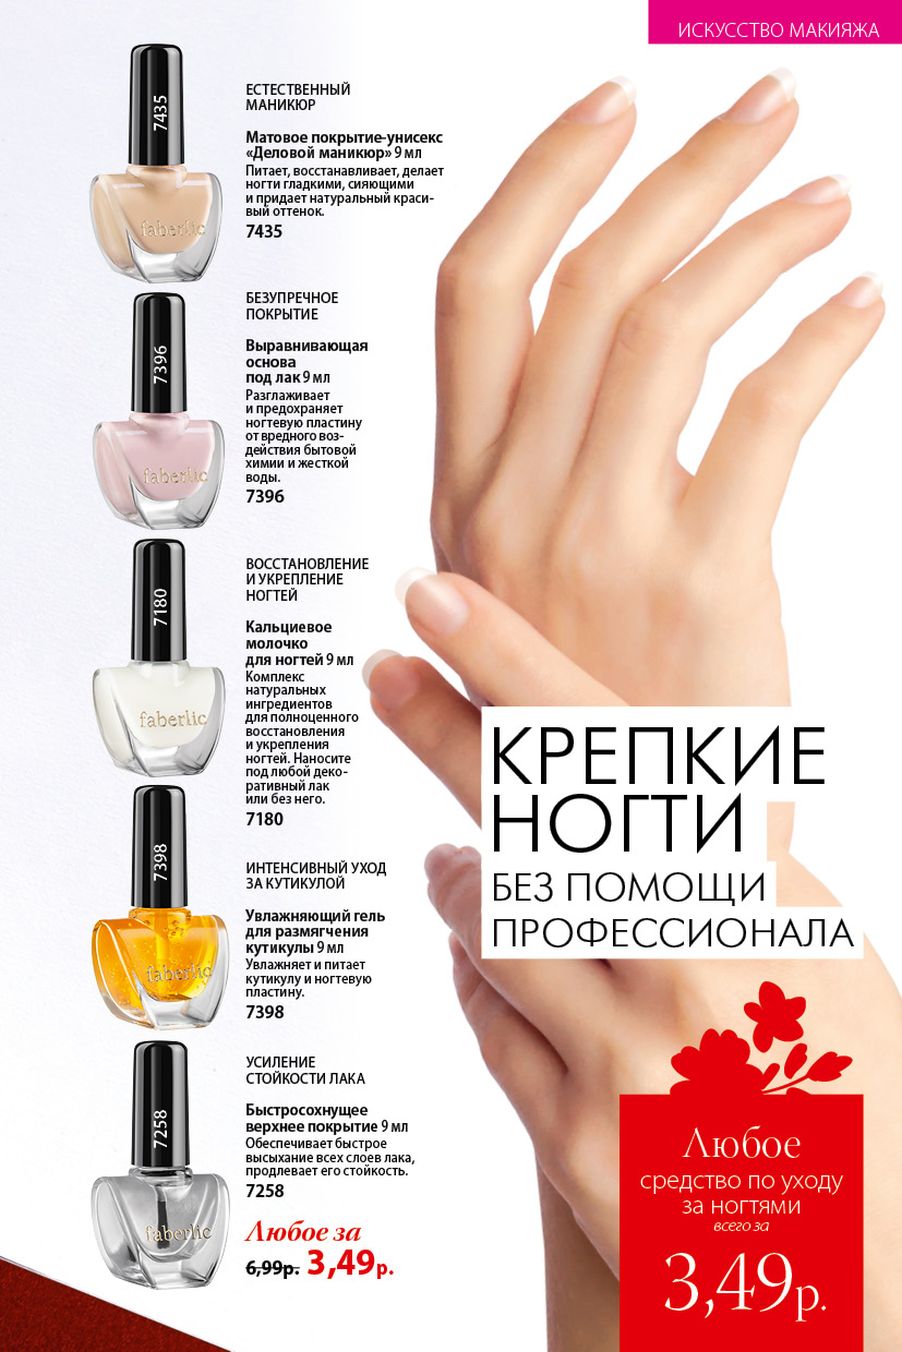 ИСКУССТВО МАКИЯЖА
7435
faberlic
ЕСТЕСТВЕННЫЙ
МАНИКЮР
Матовое покрытие-унисекс
«Деловой маникюр» 9 мл
Питает, восстанавливает, делает
ногти гладкими, сияющими
и придает натуральный краси-
вый оттенок.
7435
7396
faberlic
БЕЗУПРЕЧНОЕ
ПОКРЫТИЕ
Выравнивающая
основа
под лак 9 мл
Разглаживает
и предохраняет
ногтевую пластину
от вредного воз-
действия бытовой
химии и жесткой
воды.
7396
7180
faberlic
ВОССТАНОВЛЕНИЕ
И УКРЕПЛЕНИЕ
НОГТЕЙ
Кальциевое
молочко
для ногтей 9 мл
Комплекс
натуральных
ингредиентов
для полноценного
восстановления
и укрепления
ногтей. Наносите
под любой деко-
ративный лак
или без него.
7180
7398
faberlic
ИНТЕНСИВНЫЙ УХОД
ЗА КУТИКУЛОЙ
Увлажняющий гель
для размягчения
кутикулы 9 мл
Увлажняет и питает
кутикулу и ногтевую
пластину.
7398
7258
faberlic
УСИЛЕНИЕ
СТОЙКОСТИ ЛАКА
Быстросохнущее
верхнее покрытие 9 мл
Обеспечивает быстрое
высыхание всех слоев лака,
продлевает его стойкость.
7258
Любое за
6,99р. 3,49р.
КРЕПКИЕ
НОГТИ
БЕЗ ПОМОЩИ
ПРОФЕССИОНАЛА
Любое
средство по уходу
за ногтями
всего за
3,49р.